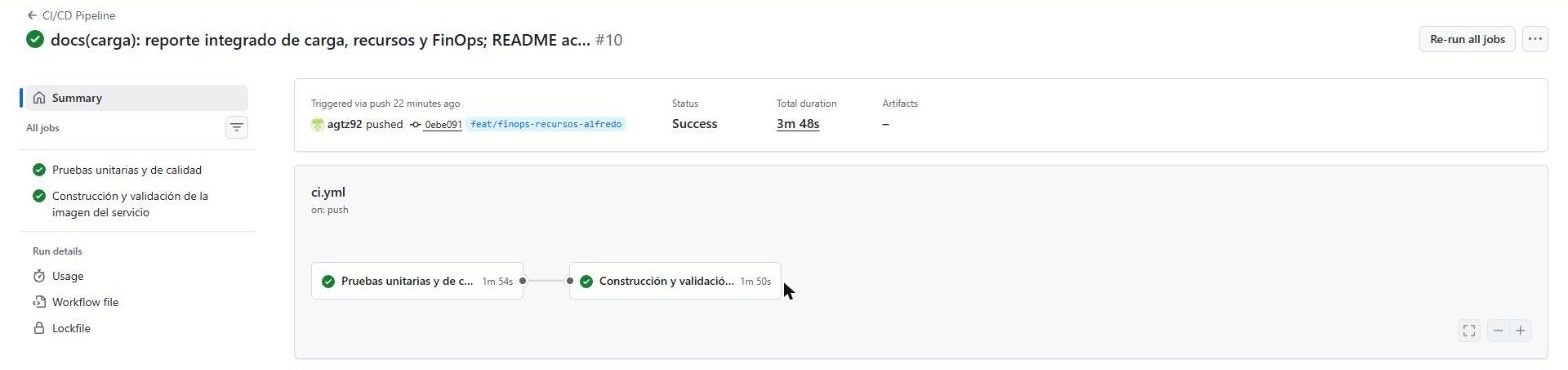 CI/CD Pipeline
docs(carga): reporte integrado de carga, recursos y FinOps; README ac... #10
Re-run all jobs
Summary
All jobs
Pruebas unitarias y de calidad
Construcción y validación de la
imagen del servicio
Run details
Usage
Workflow file
Lockfile
Triggered via push 22 minutes ago
agtz92 pushed 0ebe091 feat/finops-recursos-alfredo
Status
Success
Total duration
3m 48s
Artifacts
–
ci.yml
on: push
Pruebas unitarias y de c... 1m 54s
Construcción y validació... 1m 50s